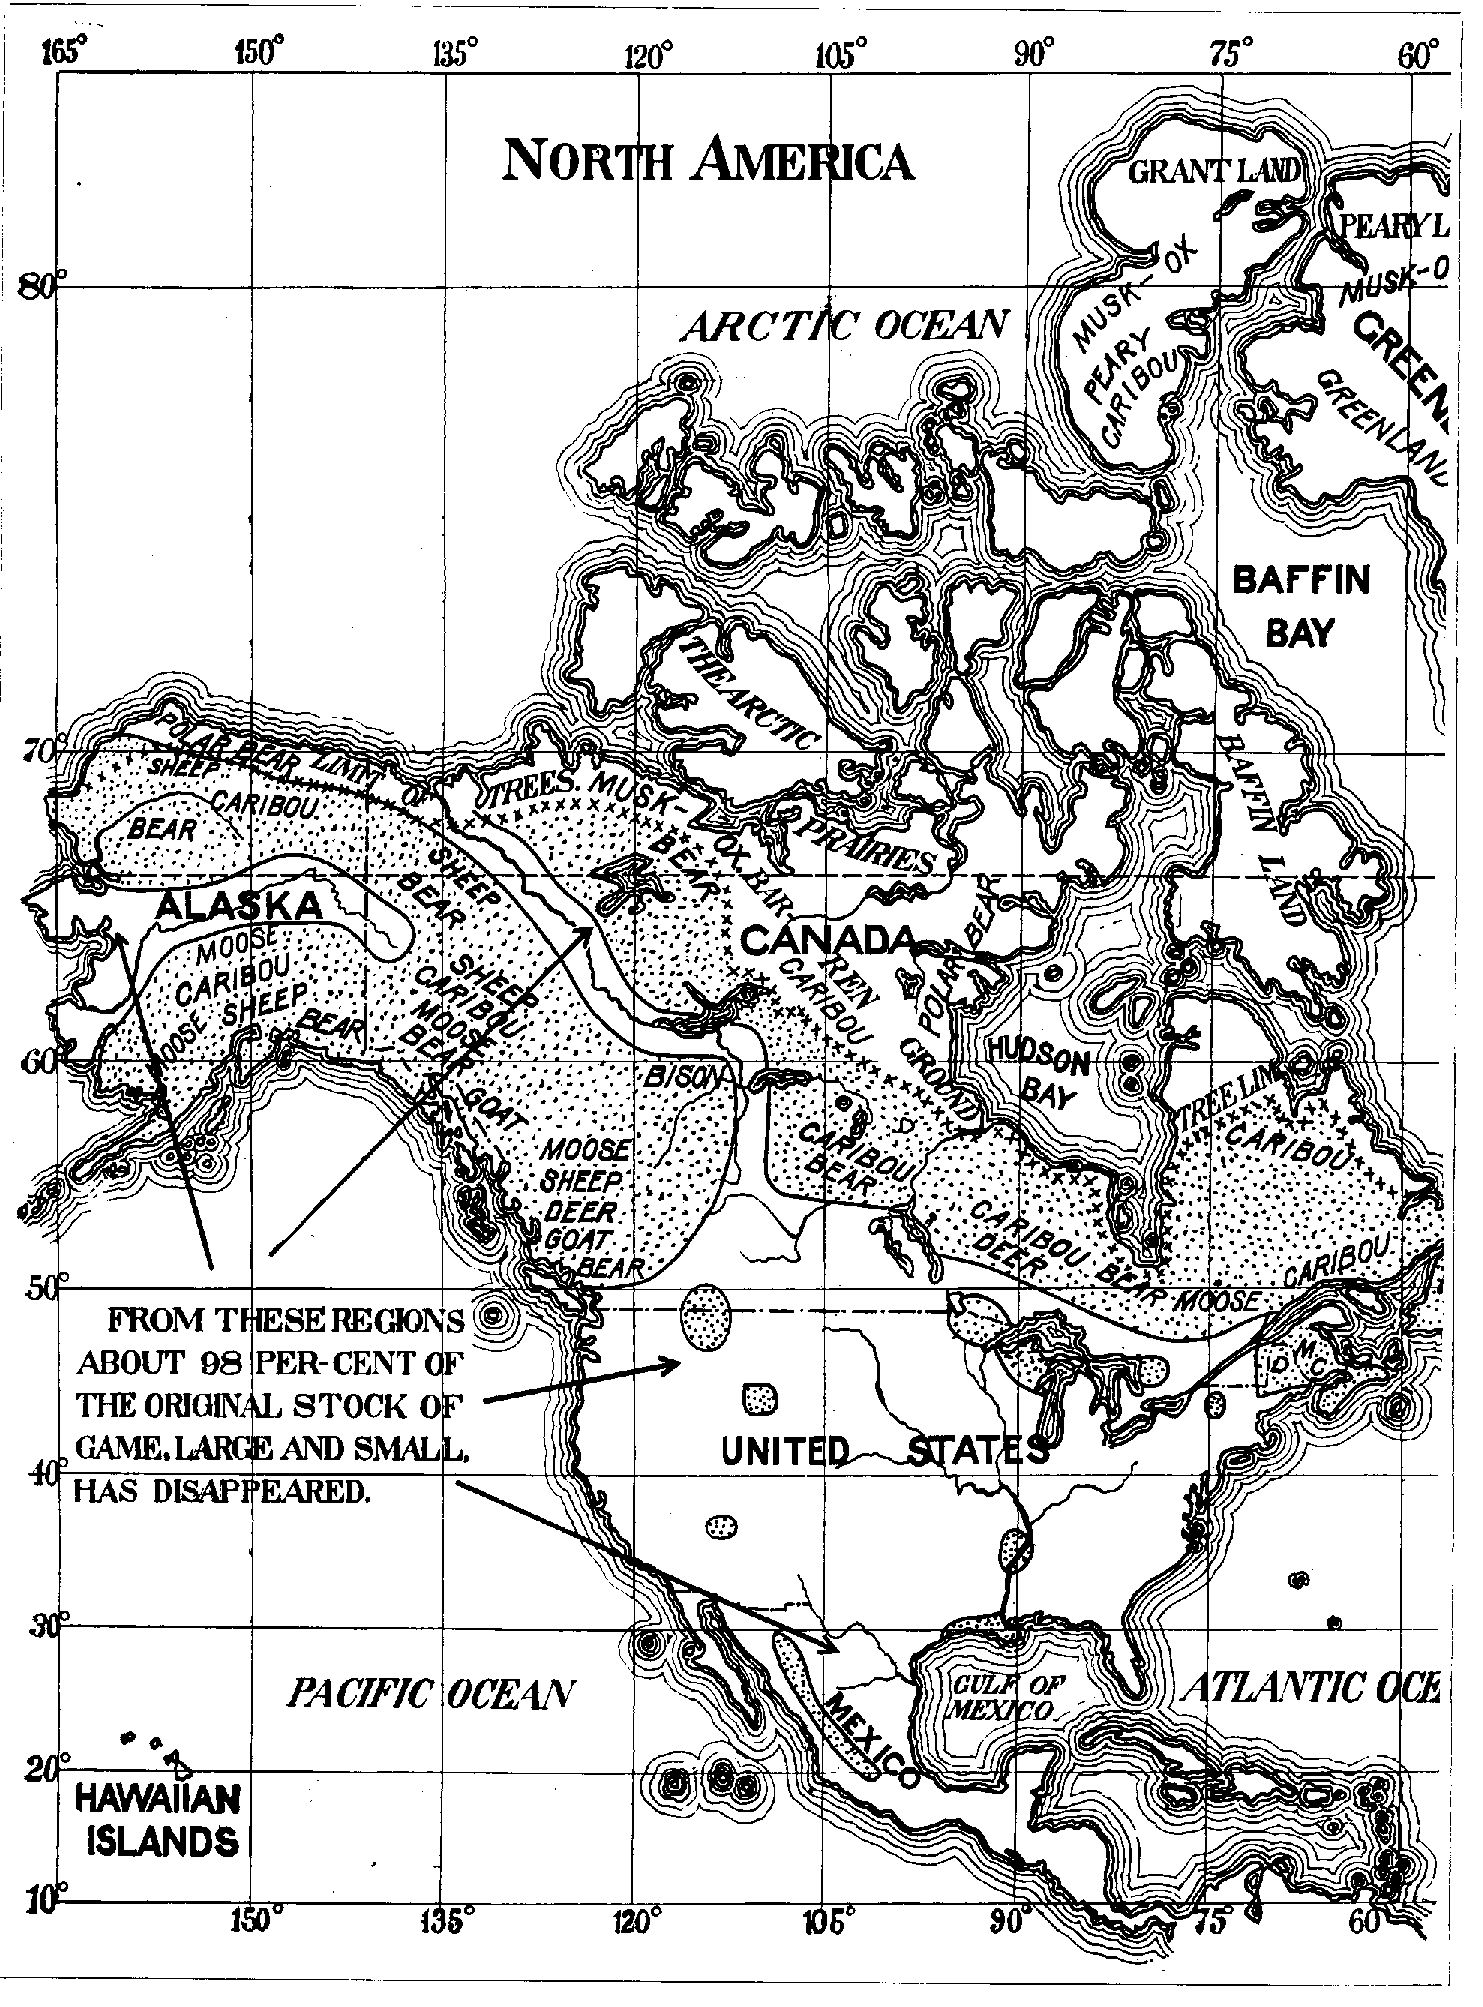 165° 150° 135° 120° 105° 90° 75° 60°
NORTH AMERICA
GRANT LAND
PEARY L
MUSK-OX
MUSK-O
80°
ARCTIC OCEAN
PEARY
CARIBOU
GREEN
GREENLAND
BAFFIN
BAY
THE ARCTIC
PRAIRIES
70°
POLAR BEAR LIMIT
OF
TREES. MUSK-
OX. BAR
REN
GROUND
CARIBOU
SHEEP
CARIBOU
BEAR
BEAR
SHEEP
BEAR
BAFFIN
LAND
ALASKA
CANADA
POLAR
BEAR
MOOSE
CARIBOU
SHEEP
MOOSE
BEAR
SHEEP
CARIBOU
MOOSE
BEAR
GOAT
60°
BISON
HUDSON
BAY
TREE LIM
CARIBOU
D
CARIBOU
BEAR
MOOSE
SHEEP
DEER
GOAT
BEAR
CARIBOU BEAR
DEER
MOOSE
CARIBOU
50°
FROM THESE REGIONS
ABOUT 98 PER-CENT OF
THE ORIGINAL STOCK OF
GAME, LARGE AND SMALL,
HAS DISAPPEARED.
D M
C
UNITED STATES
40°
30°
PACIFIC OCEAN
GULF OF
MEXICO
ATLANTIC OCE
MEXICO
20°
HAWAIIAN
ISLANDS
10°
150° 135° 120° 105° 90° 75° 60